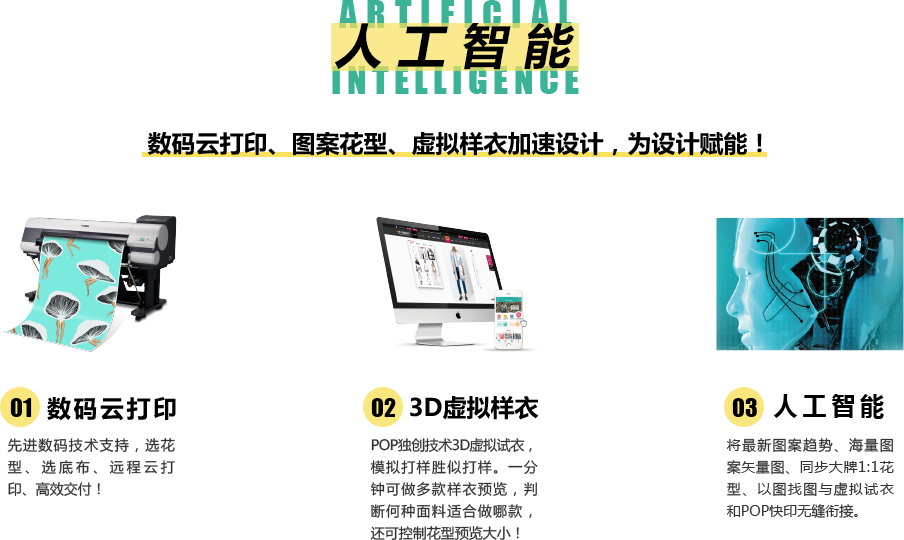 ARTIFICIAL
人工智能
INTELLIGENCE
数码云打印、图案花型、虚拟样衣加速设计，为设计赋能！
01 数码云打印
先进数码技术支持，选花
型、选底布、远程云打
印、高效交付！
02 3D虚拟样衣
POP独创技术3D虚拟试衣，
模拟打样胜似打样。一分
钟可做多款样衣预览，判
断何种面料适合做哪款，
还可控制花型预览大小！
03 人工智能
将最新图案趋势、海量图
案矢量图、同步大牌1:1花
型、以图找图与虚拟试衣
和POP快印无缝衔接。